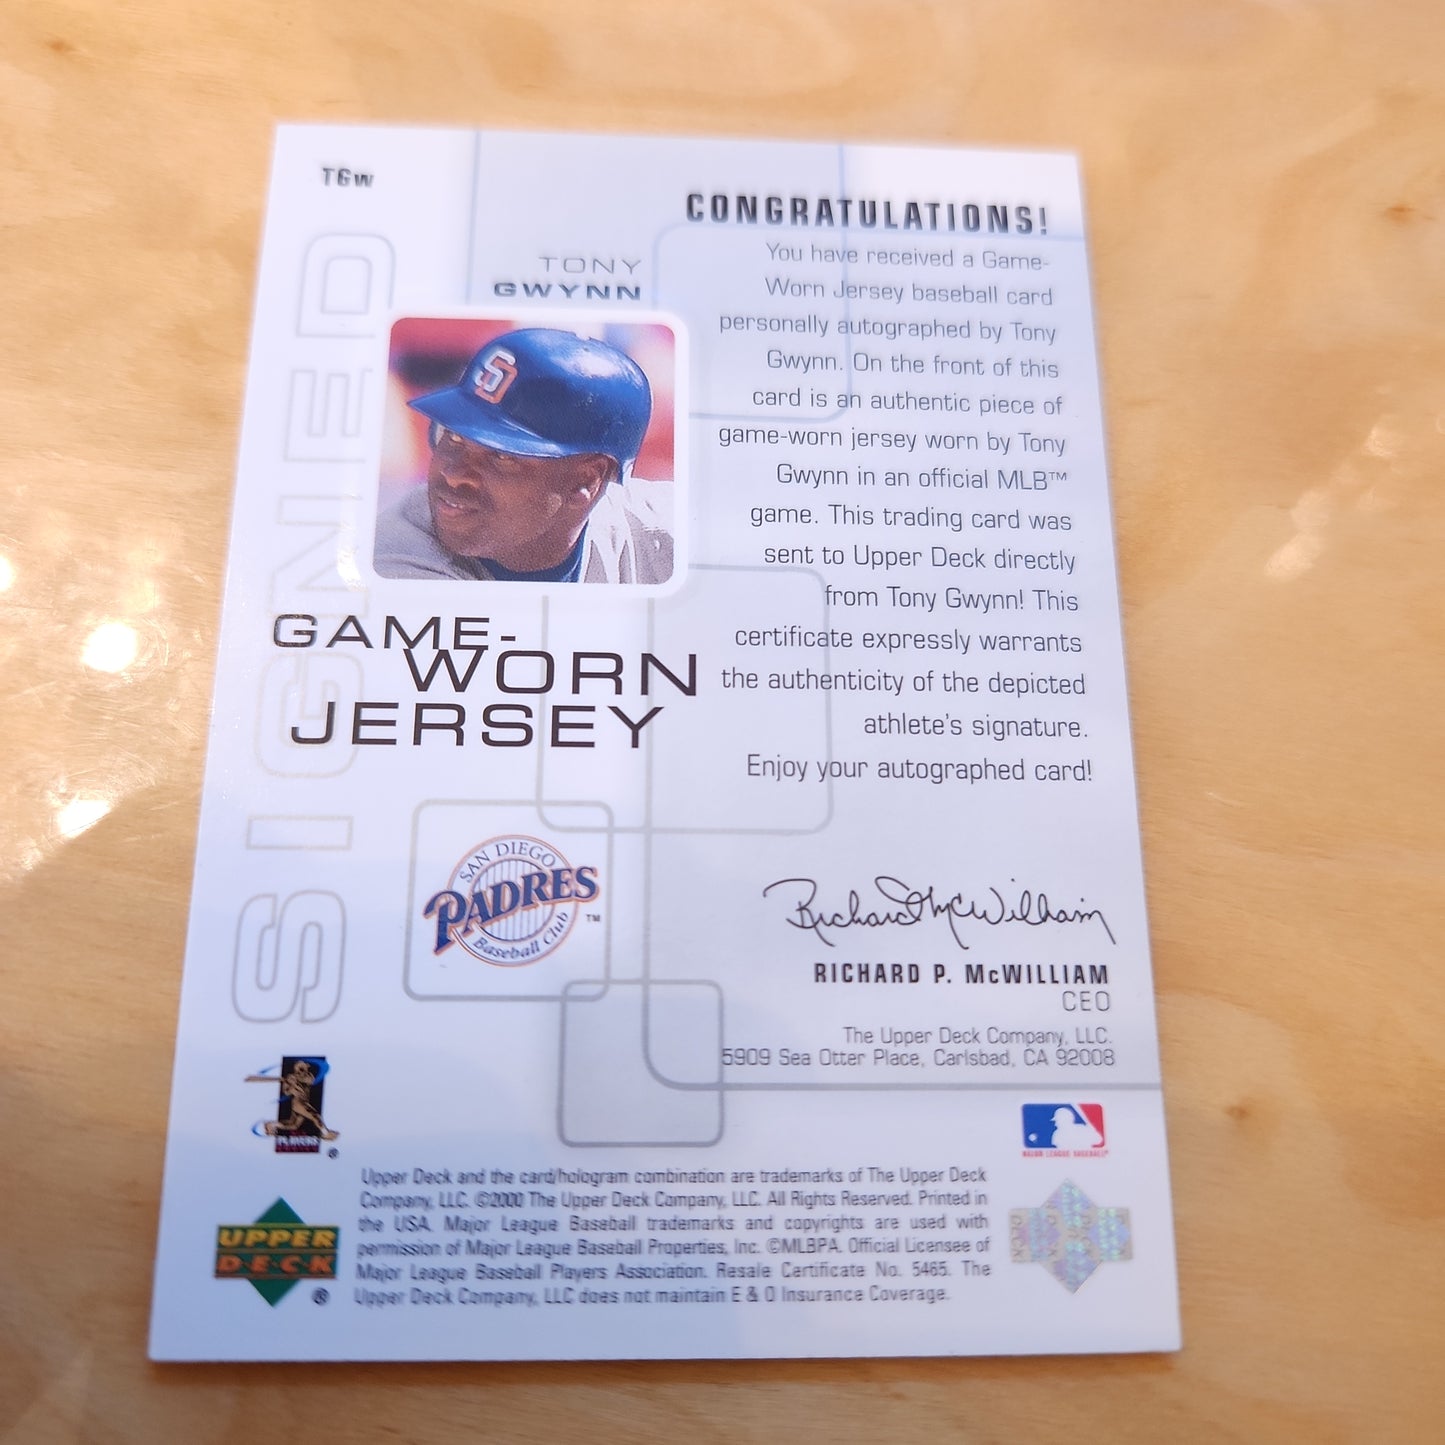 TGw
SIGNED
TONY
GWYNN
SD
GAME-
WORN
JERSEY
CONGRATULATIONS!
You have received a Game-
Worn Jersey baseball card
personally autographed by Tony
Gwynn. On the front of this
card is an authentic piece of
game-worn jersey worn by Tony
Gwynn in an official MLB™
game. This trading card was
sent to Upper Deck directly
from Tony Gwynn! This
certificate expressly warrants
the authenticity of the depicted
athlete's signature.
Enjoy your autographed card!
SAN DIEGO
PADRES™
Baseball Club
Richard McWilliam
RICHARD P. McWILLIAM
CEO
The Upper Deck Company, LLC.
5909 Sea Otter Place, Carlsbad, CA 92008
PLAYERS
®
MAJOR LEAGUE BASEBALL®
Upper Deck and the card/hologram combination are trademarks of The Upper Deck
Company, LLC. ©2000 The Upper Deck Company, LLC. All Rights Reserved. Printed in
the USA. Major League Baseball trademarks and copyrights are used with
permission of Major League Baseball Properties, Inc. ©MLBPA. Official Licensee of
Major League Baseball Players Association. Resale Certificate No. 5465. The
Upper Deck Company, LLC does not maintain E & O Insurance Coverage.
UPPER
DECK
®